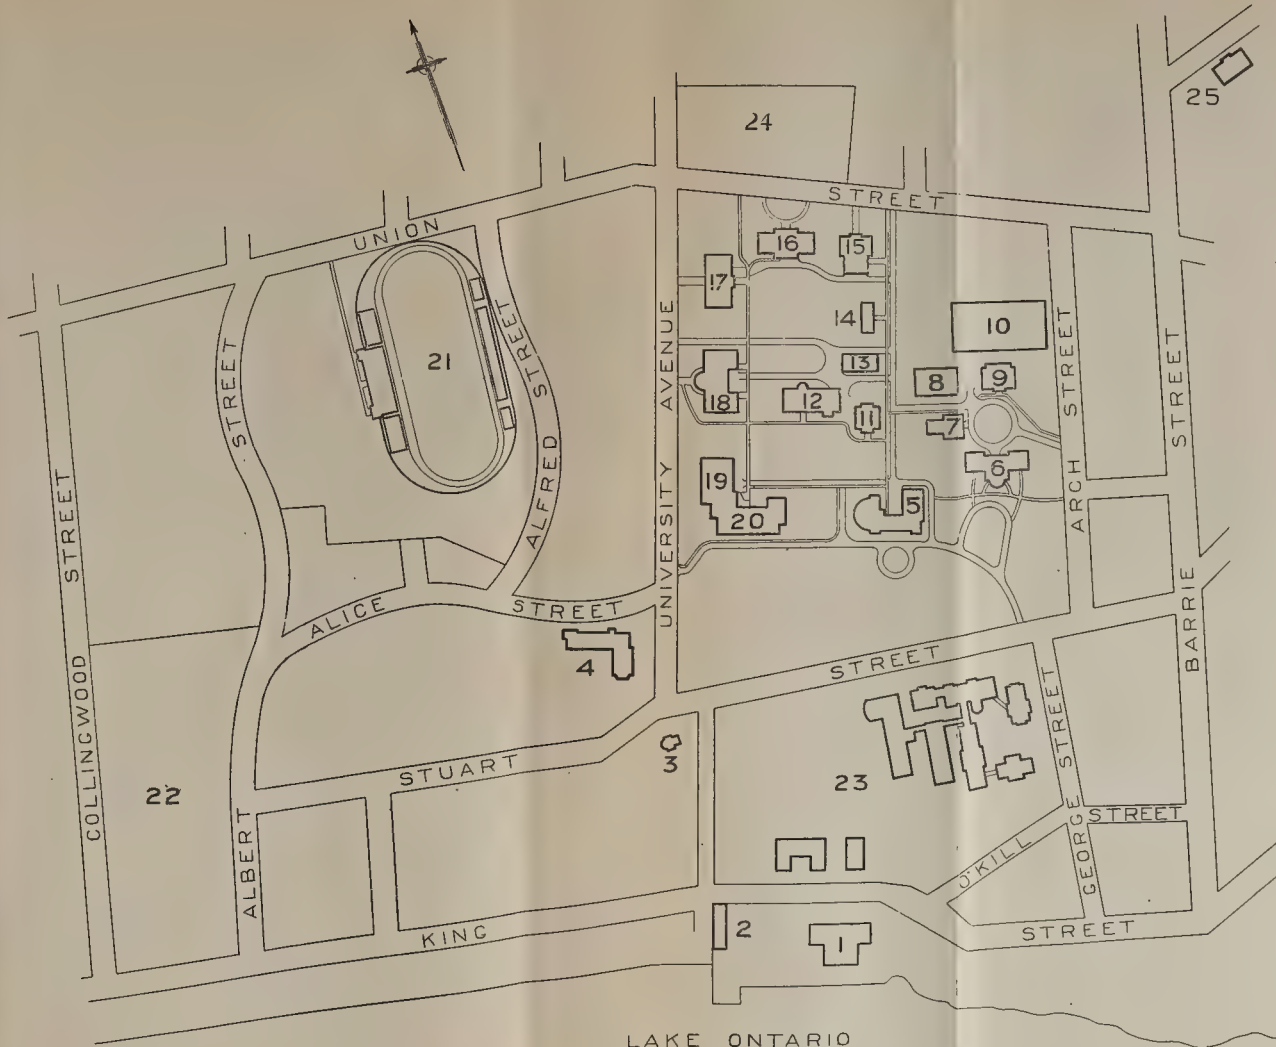 25
24
STREET
UNION
16
15
17
14
10
21
STREET
STREET
AVENUE
STREET
STREET
13
8
9
18
12
11
7
6
19
20
5
ALFRED
UNIVERSITY
ARCH
STREET
COLLINGWOOD
ALICE
STREET
4
STREET
BARRIE
3
STUART
23
22
STREET
GEORGE
STREET
O'KILL
ALBERT
KING
2
1
STREET
LAKE ONTARIO